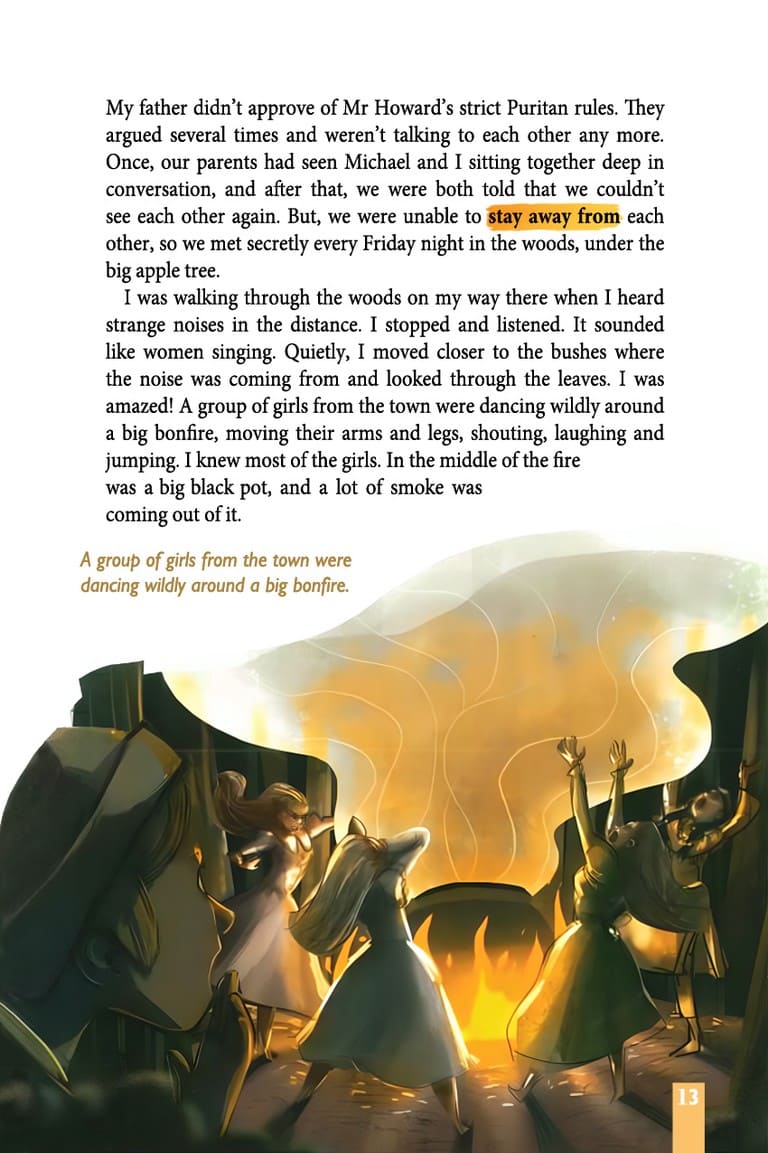 My father didn’t approve of Mr Howard’s strict Puritan rules. They
argued several times and weren’t talking to each other any more.
Once, our parents had seen Michael and I sitting together deep in
conversation, and after that, we were both told that we couldn’t
see each other again. But, we were unable to stay away from each
other, so we met secretly every Friday night in the woods, under the
big apple tree.
I was walking through the woods on my way there when I heard
strange noises in the distance. I stopped and listened. It sounded
like women singing. Quietly, I moved closer to the bushes where
the noise was coming from and looked through the leaves. I was
amazed! A group of girls from the town were dancing wildly around
a big bonfire, moving their arms and legs, shouting, laughing and
jumping. I knew most of the girls. In the middle of the fire
was a big black pot, and a lot of smoke was
coming out of it.
A group of girls from the town were
dancing wildly around a big bonfire.
13